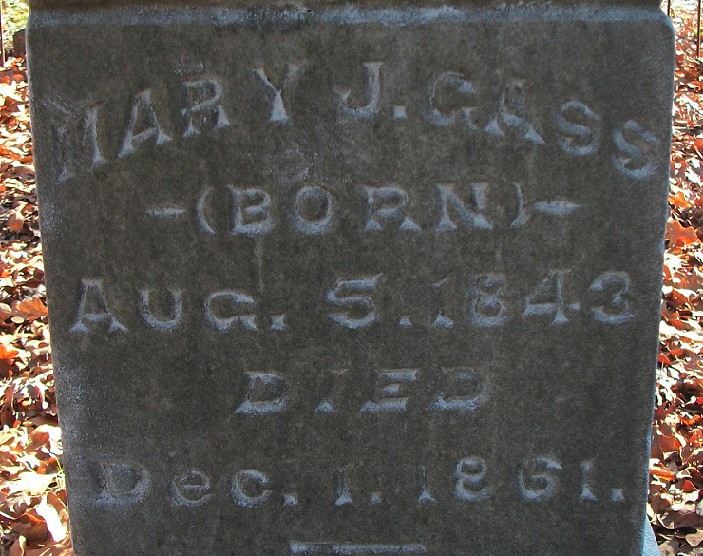 MARY J. GASS
-(BORN)-
AUG. 5. 1843
DIED
Dec. 1. 1861.